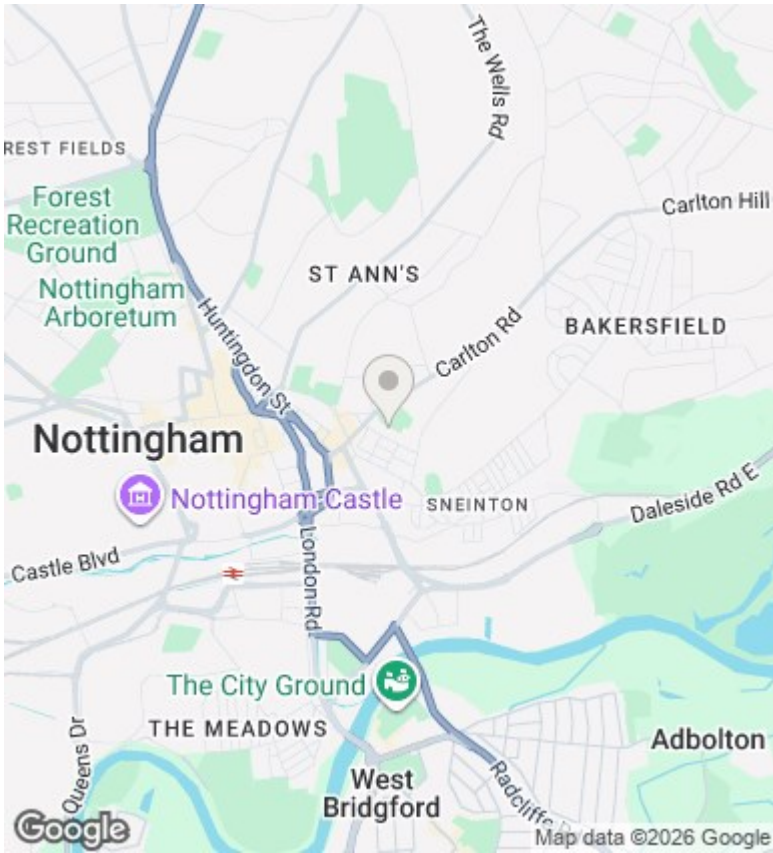 The Wells Rd
REST FIELDS
Carlton Hill
Forest
Recreation
Ground
ST ANN'S
Nottingham
Arboretum
Huntingdon St
Carlton Rd
BAKERSFIELD
Nottingham
Nottingham Castle
SNEINTON
Daleside Rd E
Castle Blvd
London Rd
The City Ground
THE MEADOWS
Queens Dr
Adbolton
West
Bridgford
Radcliffe
Google
Map data ©2026 Google